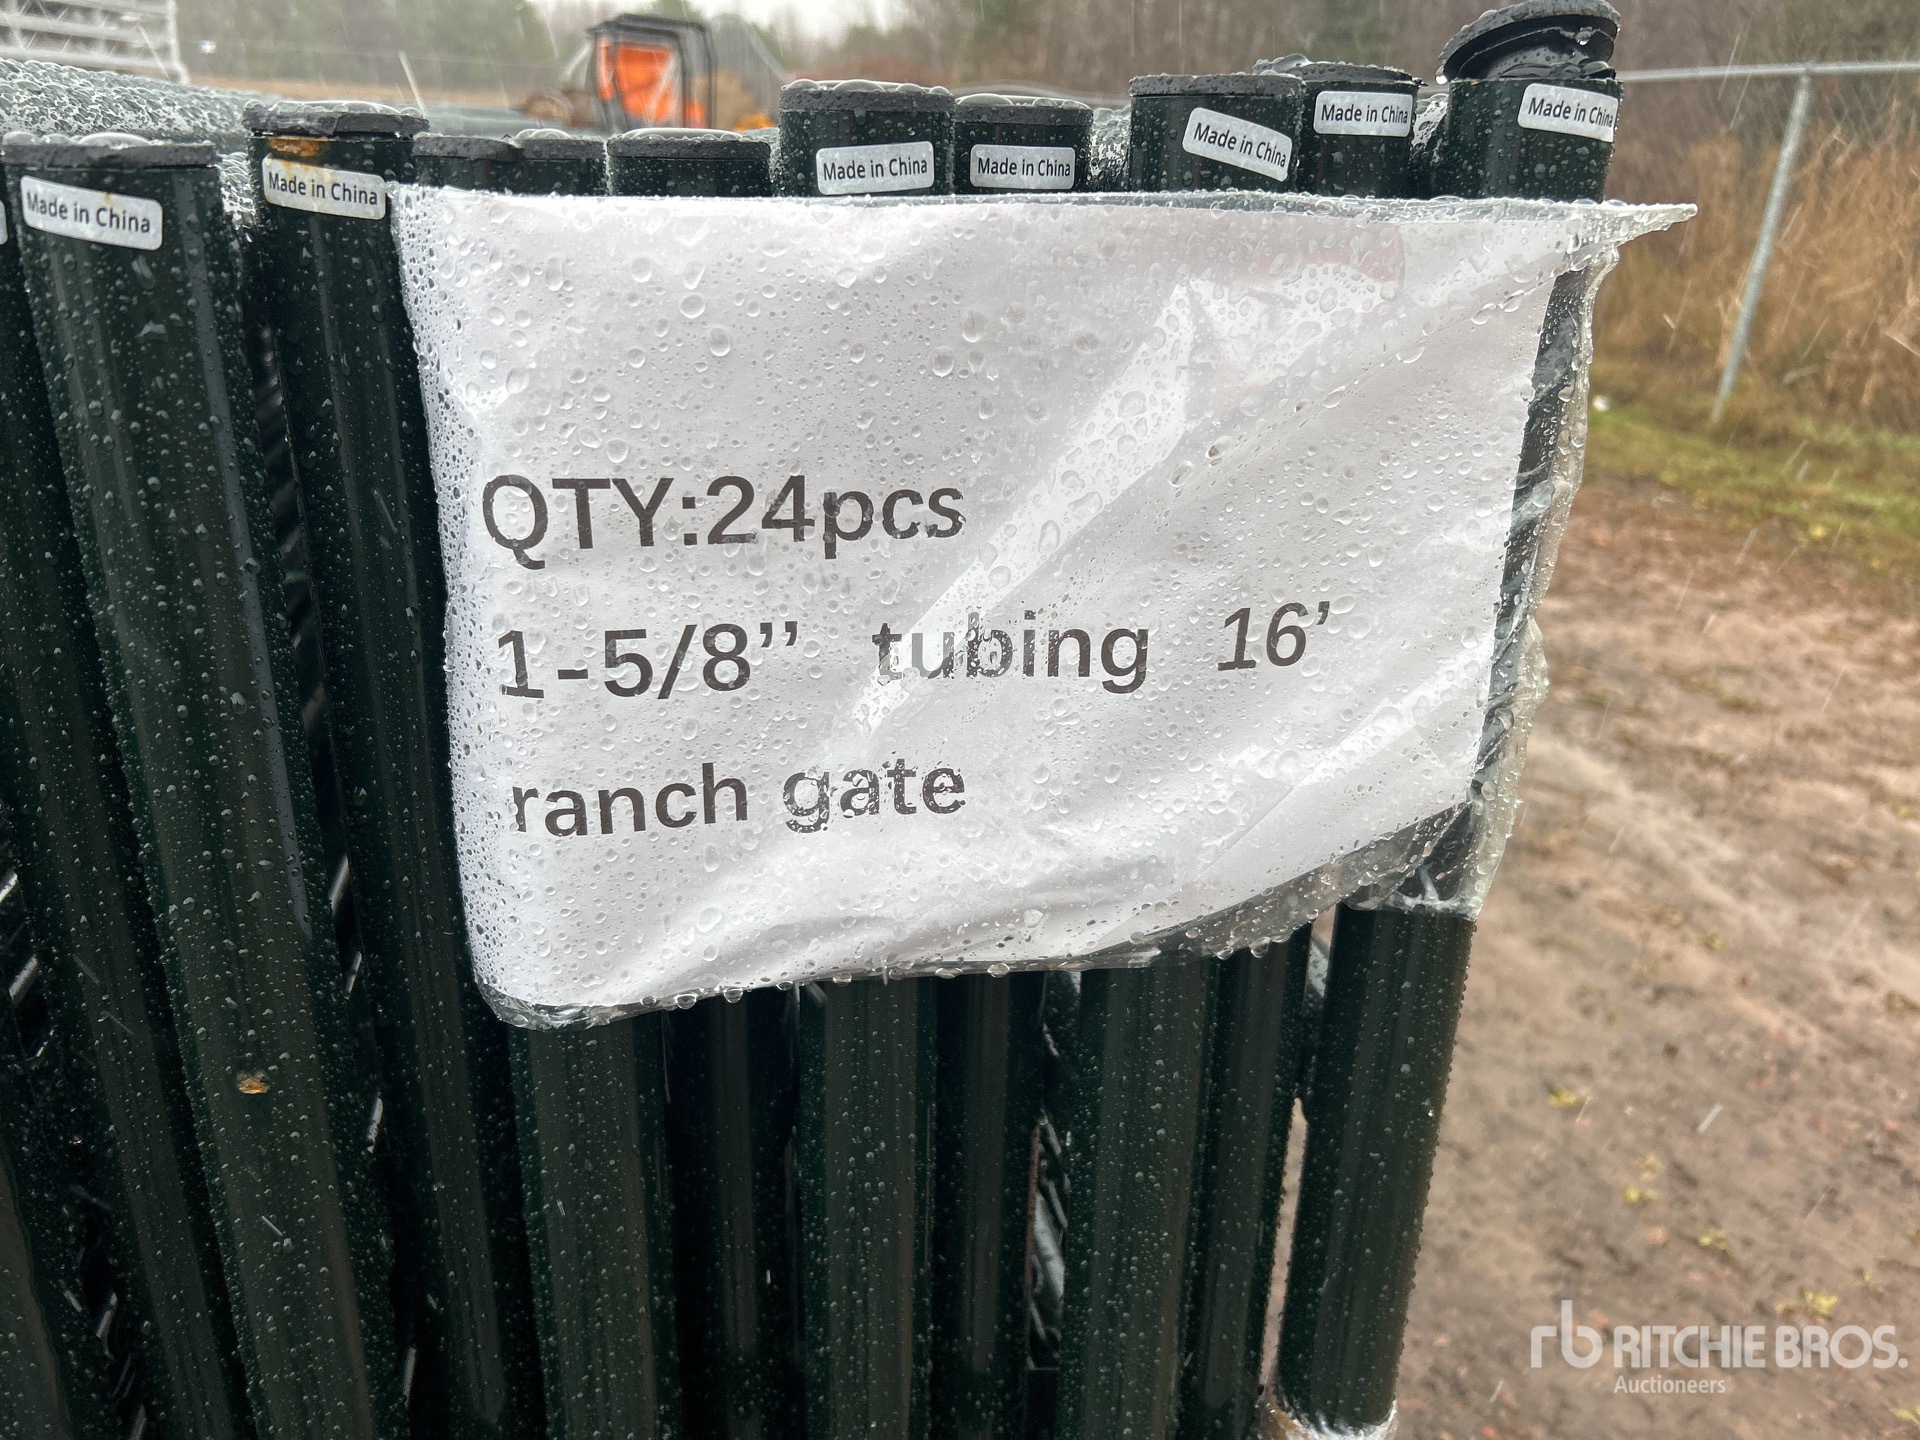 Made in China
Made in China
Made in China
Made in China
Made in China
Made in China
Made in China
QTY:24pcs
1-5/8” tubing 16’
ranch gate
rb RITCHIE BROS.
Auctioneers